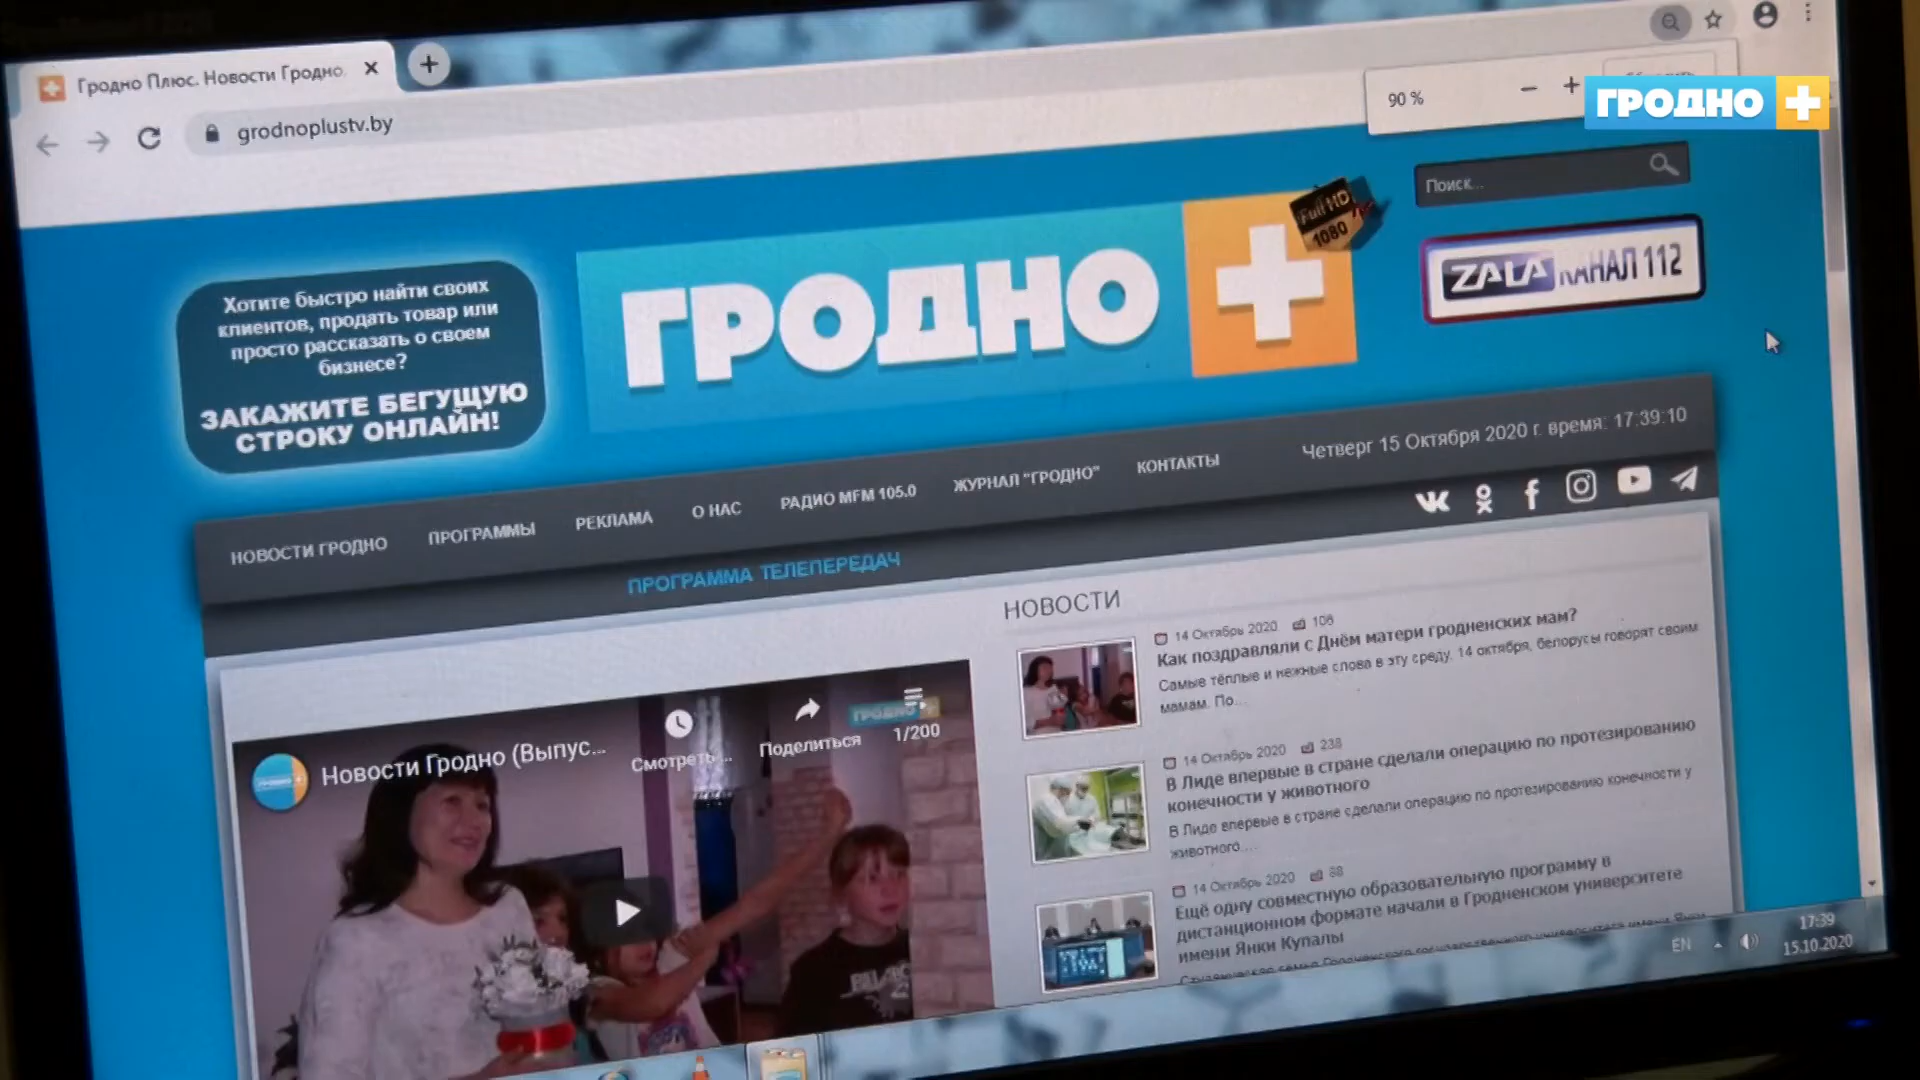 Гродно Плюс. Новости Гродно.
grodnoplustv.by
90 %
ГРОДНО
Поиск...
Full HD
1080
ГРОДНО
ZALA КАНАЛ 112
Хотите быстро найти своих
клиентов, продать товар или
просто рассказать о своем
бизнесе?
ЗАКАЖИТЕ БЕГУЩУЮ
СТРОКУ ОНЛАЙН!
Четверг 15 Октября 2020 г. время: 17:39:10
НОВОСТИ ГРОДНО ПРОГРАММЫ РЕКЛАМА О НАС РАДИО MFM 105.0 ЖУРНАЛ "ГРОДНО" КОНТАКТЫ
ПРОГРАММА ТЕЛЕПЕРЕДАЧ
Новости Гродно (Выпус...
Смотреть ...
Поделиться
ГРОДНО
1/200
НОВОСТИ
14 Октябрь 2020 106
Как поздравляли с Днём матери гродненских мам?
Самые тёплые и нежные слова в эту среду, 14 октября, белорусы говорят своим
мамам. По...
14 Октябрь 2020 238
В Лиде впервые в стране сделали операцию по протезированию
конечности у животного
В Лиде впервые в стране сделали операцию по протезированию конечности у
животного....
14 Октябрь 2020 88
Ещё одну совместную образовательную программу в
дистанционном формате начали в Гродненском университете
имени Янки Купалы
EN
17:39
15.10.2020